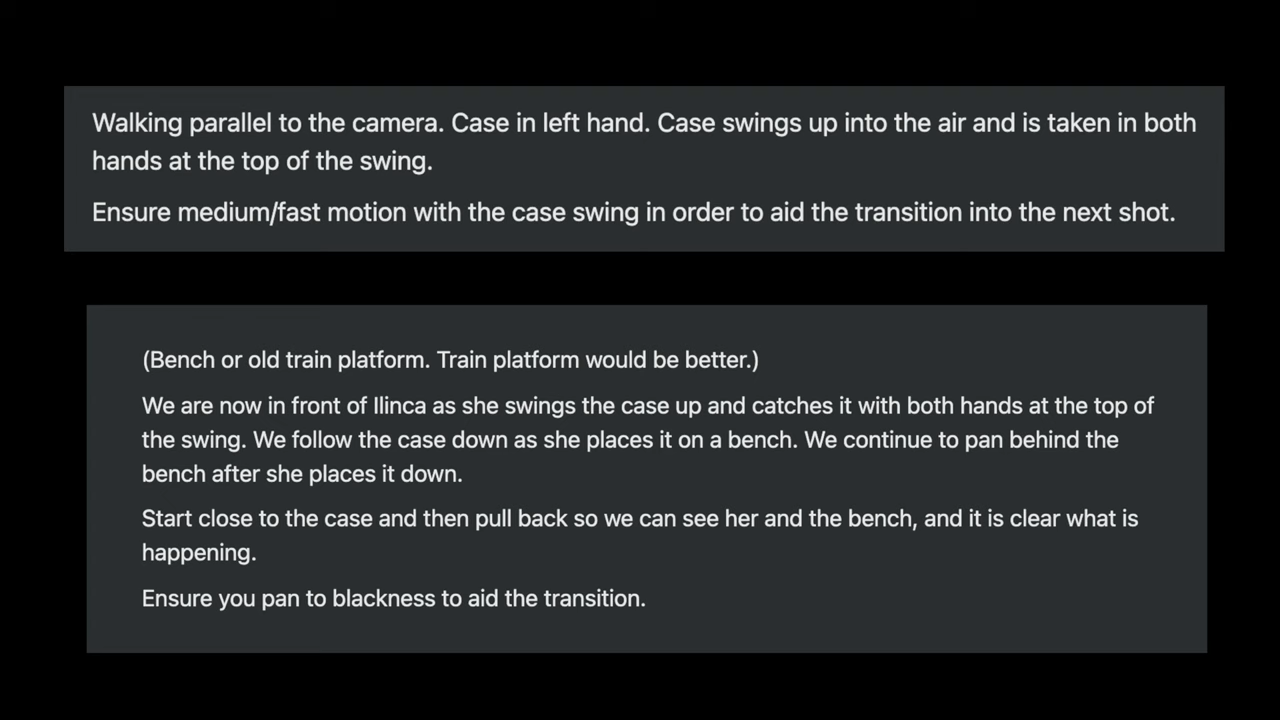 Walking parallel to the camera. Case in left hand. Case swings up into the air and is taken in both
hands at the top of the swing.
Ensure medium/fast motion with the case swing in order to aid the transition into the next shot.
(Bench or old train platform. Train platform would be better.)
We are now in front of Ilinca as she swings the case up and catches it with both hands at the top of
the swing. We follow the case down as she places it on a bench. We continue to pan behind the
bench after she places it down.
Start close to the case and then pull back so we can see her and the bench, and it is clear what is
happening.
Ensure you pan to blackness to aid the transition.